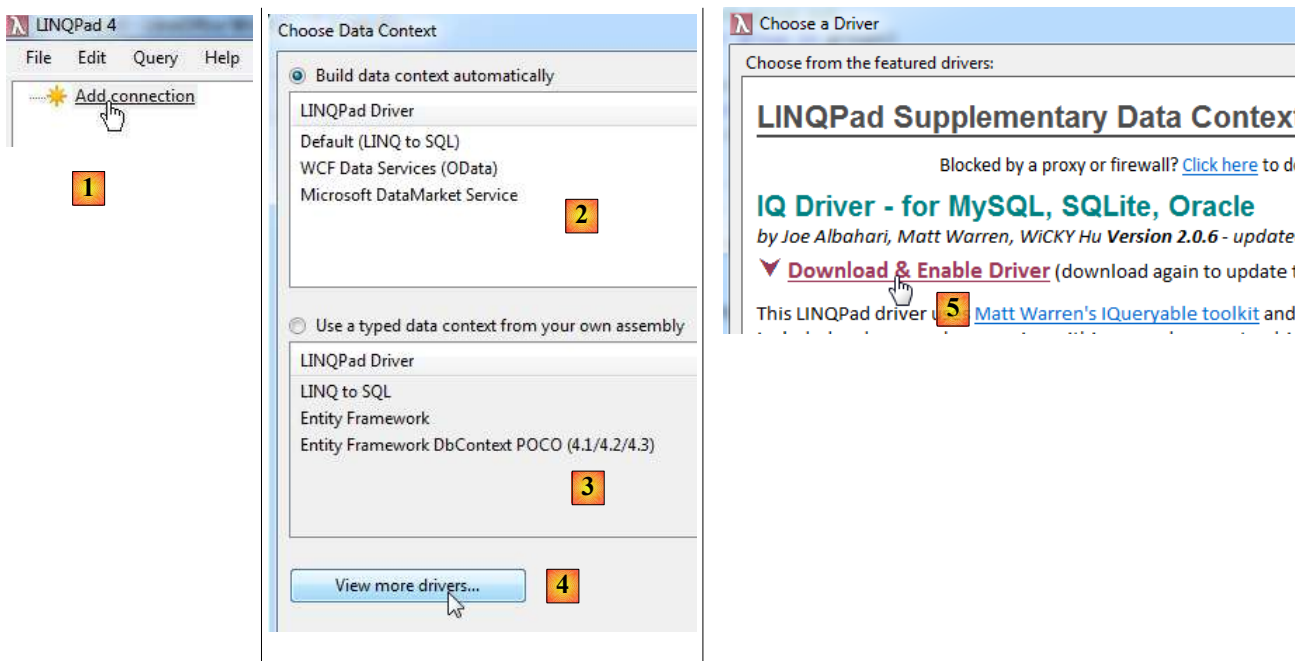 LINQPad 4
File Edit Query Help
Add connection
1
Choose Data Context
Build data context automatically
LINQPad Driver
Default (LINQ to SQL)
WCF Data Services (OData)
Microsoft DataMarket Service
2
Use a typed data context from your own assembly
LINQPad Driver
LINQ to SQL
Entity Framework
Entity Framework DbContext POCO (4.1/4.2/4.3)
3
View more drivers...
4
Choose a Driver
Choose from the featured drivers:
LINQPad Supplementary Data Context
Blocked by a proxy or firewall? Click here to d
IQ Driver - for MySQL, SQLite, Oracle
by Joe Albahari, Matt Warren, WiCKY Hu Version 2.0.6 - update
Download & Enable Driver (download again to update t
5
This LINQPad driver u Matt Warren's IQueryable toolkit and